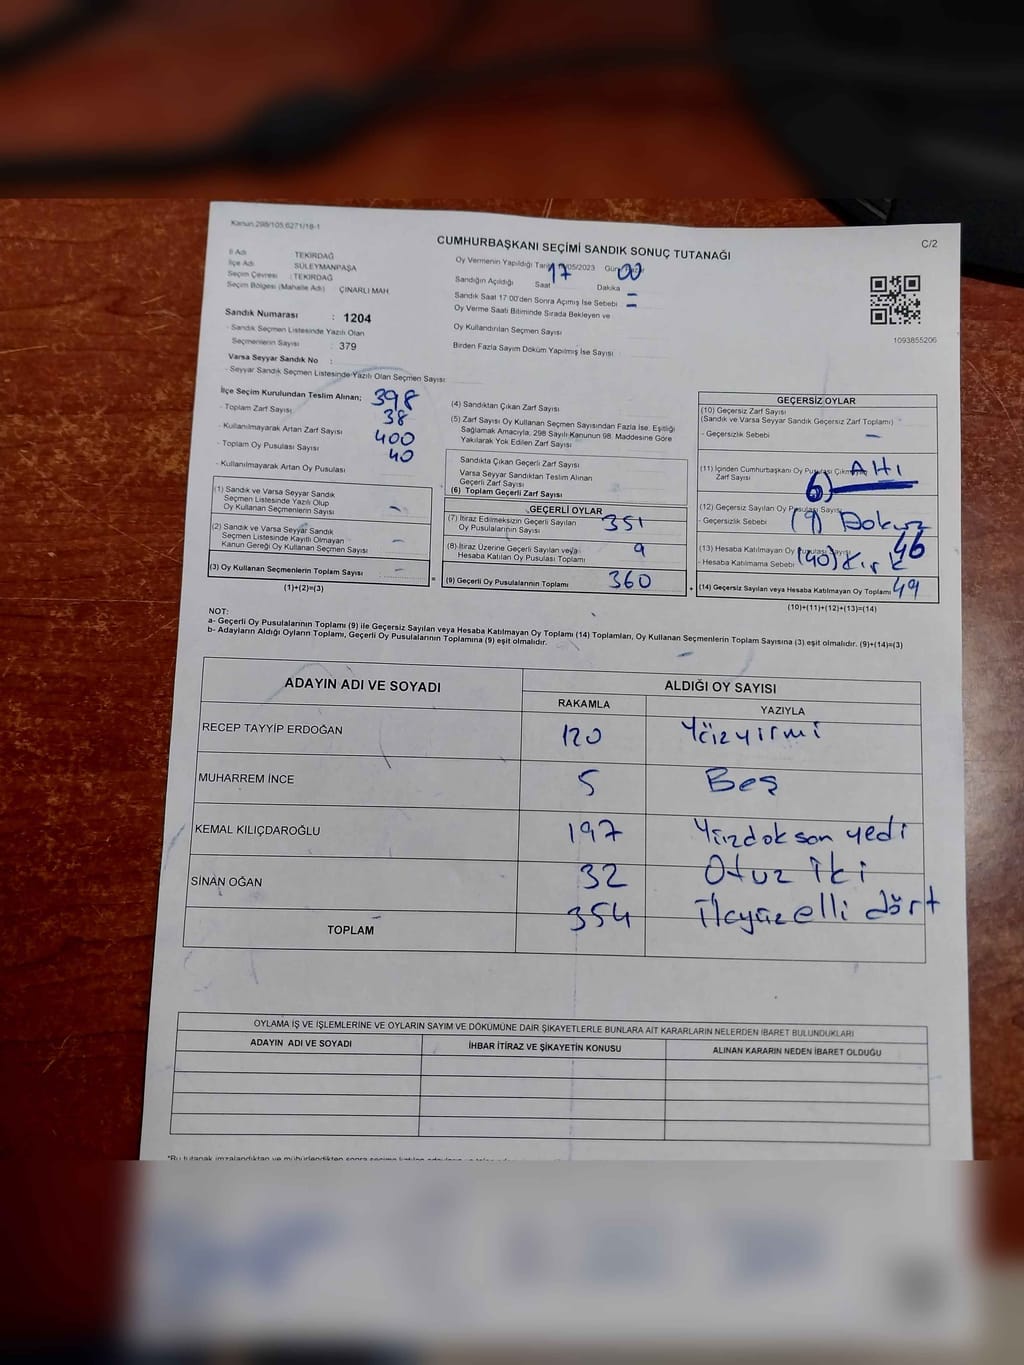 Kanun:298/105;6271/18-1
C/2
CUMHURBAŞKANI SEÇİMİ SANDIK SONUÇ TUTANAĞI
İl Adı : TEKİRDAĞ
İlçe Adı : SÜLEYMANPAŞA
Seçim Çevresi : TEKİRDAĞ
Seçim Bölgesi (Mahalle Adı) : ÇINARLI MAH.
Sandık Numarası : 1204
- Sandık Seçmen Listesinde Yazılı Olan
Seçmenlerin Sayısı : 379
Varsa Seyyar Sandık No :
- Seyyar Sandık Seçmen Listesinde Yazılı Olan Seçmen Sayısı :
Oy Vermenin Yapıldığı Tarih /05/2023 Gün
Sandığın Açıldığı Saat 17 Dakika 00
Sandık Saat 17 00'den Sonra Açımış İse Sebebi =
Oy Verme Saati Bitiminde Sırada Bekleyen ve
Oy Kullandırılan Seçmen Sayısı
Birden Fazla Sayım Döküm Yapılmış İse Sayısı
1093855206
İlçe Seçim Kurulundan Teslim Alınan;
- Toplam Zarf Sayısı 398
- Kullanılmayarak Artan Zarf Sayısı 38
- Toplam Oy Pusulası Sayısı 400
- Kullanılmayarak Artan Oy Pusulası 40
(1) Sandık ve Varsa Seyyar Sandık
Seçmen Listesinde Yazılı Olup
Oy Kullanan Seçmenlerin Sayısı -
(2) Sandık ve Varsa Seyyar Sandık
Seçmen Listesinde Kayıtlı Olmayan
Kanun Gereği Oy Kullanan Seçmen Sayısı -
(3) Oy Kullanan Seçmenlerin Toplam Sayısı -
(1)+(2)=(3)
(4) Sandıktan Çıkan Zarf Sayısı
(5) Zarf Sayısı Oy Kullanan Seçmen Sayısından Fazla İse, Eşitliği
Sağlamak Amacıyla, 298 Sayılı Kanunun 98. Maddesine Göre
Yakılarak Yok Edilen Zarf Sayısı
Sandıkta Çıkan Geçerli Zarf Sayısı
Varsa Seyyar Sandıktan Teslim Alınan
Geçerli Zarf Sayısı
(6) Toplam Geçerli Zarf Sayısı
GEÇERLİ OYLAR
(7) İtiraz Edilmeksizin Geçerli Sayılan
Oy Pusulalarının Sayısı 351
(8) İtiraz Üzerine Geçerli Sayılan veya
Hesaba Katılan Oy Pusulası Toplamı 9
(9) Geçerli Oy Pusulalarının Toplamı 360
GEÇERSİZ OYLAR
(10) Geçersiz Zarf Sayısı
(Sandık ve Varsa Seyyar Sandık Geçersiz Zarf Toplamı)
- Geçersizlik Sebebi -
(11) İçinden Cumhurbaşkanı Oy Pusulası
Zarf Sayısı 6) AHı
(12) Geçersiz Sayılan Oy Pusulası Sayısı
- Geçersizlik Sebebi (9) Dokuz
(13) Hesaba Katılmayan Oy Pusulası Sayısı 46
- Hesaba Katılmama Sebebi (40) Kırk
(14) Geçersiz Sayılan veya Hesaba Katılmayan Oy Toplamı 49
(10)+(11)+(12)+(13)=(14)
NOT:
a- Geçerli Oy Pusulalarının Toplamı (9) ile Geçersiz Sayılan veya Hesaba Katılmayan Oy Toplamı (14) Toplamları, Oy Kullanan Seçmenlerin Toplam Sayısına (3) eşit olmalıdır. (9)+(14)=(3)
b- Adayların Aldığı Oyların Toplamı, Geçerli Oy Pusulalarının Toplamına (9) eşit olmalıdır.
ADAYIN ADI VE SOYADI
ALDIĞI OY SAYISI
RAKAMLA YAZIYLA
RECEP TAYYİP ERDOĞAN 120 Yüzyirmi
MUHARREM İNCE 5 Beş
KEMAL KILIÇDAROĞLU 197 Yüzdoksan yedi
SİNAN OĞAN 32 Otuz İki
TOPLAM 354 elli dört
OYLAMA İŞ VE İŞLEMLERİNE VE OYLARIN SAYIM VE DÖKÜMÜNE DAİR ŞİKAYETLERLE BUNLARA AİT KARARLARIN NELERDEN İBARET BULUNDUKLARI
ADAYIN ADI VE SOYADI
İHBAR İTİRAZ VE ŞİKAYETİN KONUSU
ALINAN KARARIN NEDEN İBARET OLDUĞU
*Bu tutanak imzalandıktan ve mühürlendikten sonra